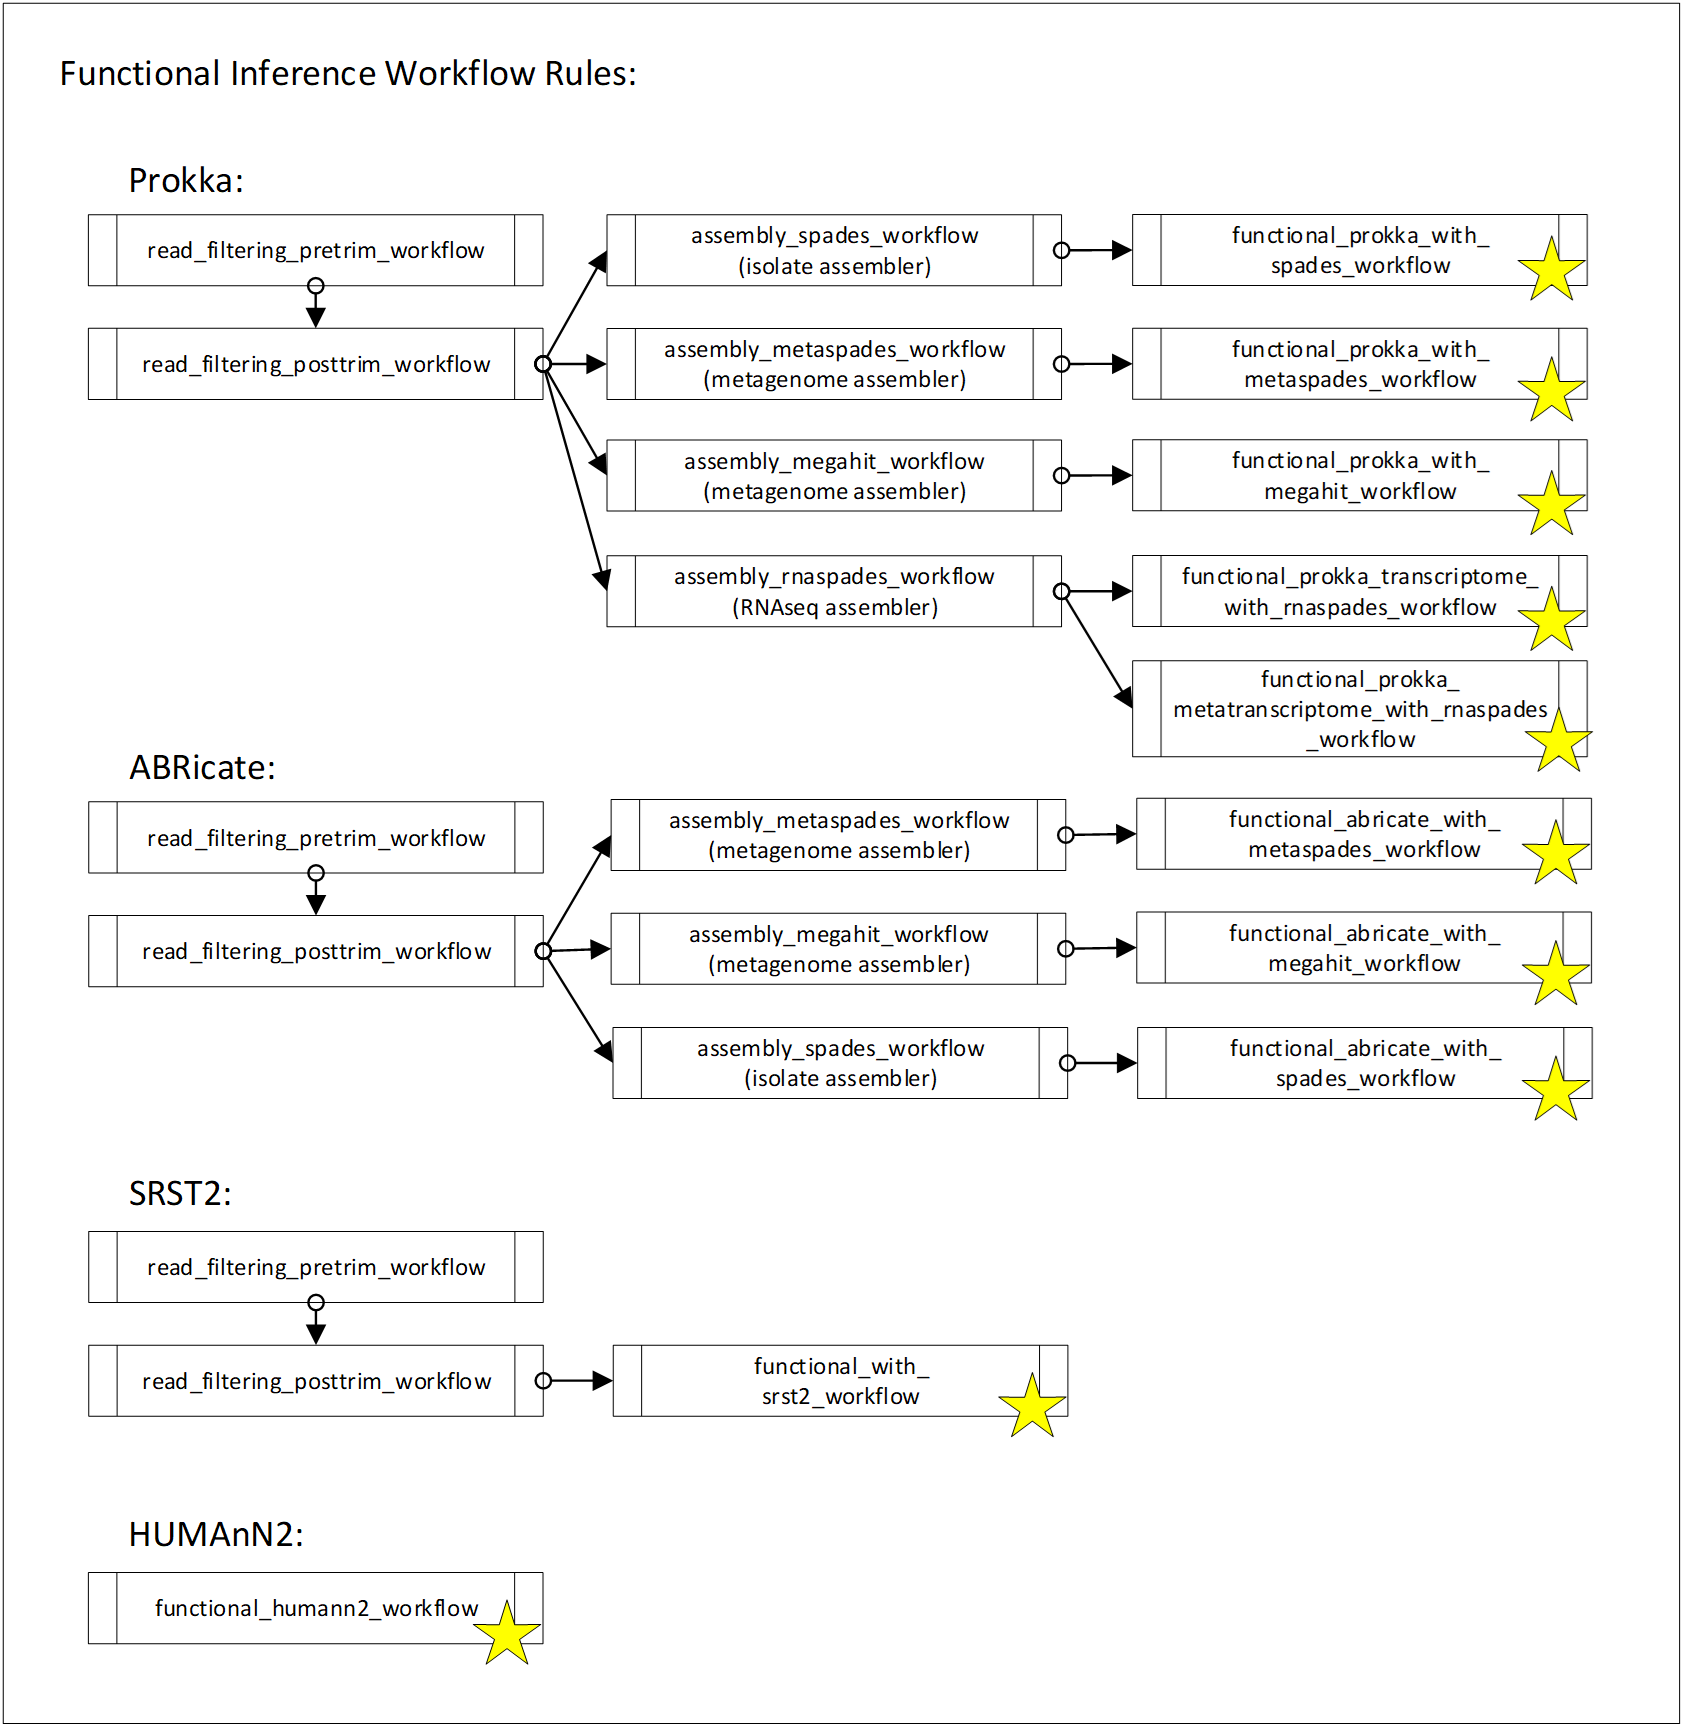 Functional Inference Workflow Rules:
Prokka:
read_filtering_pretrim_workflow
read_filtering_posttrim_workflow
assembly_spades_workflow
(isolate assembler)
functional_prokka_with_
spades_workflow
assembly_metaspades_workflow
(metagenome assembler)
functional_prokka_with_
metaspades_workflow
assembly_megahit_workflow
(metagenome assembler)
functional_prokka_with_
megahit_workflow
assembly_rnaspades_workflow
(RNAseq assembler)
functional_prokka_transcriptome_
with_rnaspades_workflow
functional_prokka_
metatranscriptome_with_rnaspades
_workflow
ABRicate:
read_filtering_pretrim_workflow
read_filtering_posttrim_workflow
assembly_metaspades_workflow
(metagenome assembler)
functional_abricate_with_
metaspades_workflow
assembly_megahit_workflow
(metagenome assembler)
functional_abricate_with_
megahit_workflow
assembly_spades_workflow
(isolate assembler)
functional_abricate_with_
spades_workflow
SRST2:
read_filtering_pretrim_workflow
read_filtering_posttrim_workflow
functional_with_
srst2_workflow
HUMAnN2:
functional_humann2_workflow